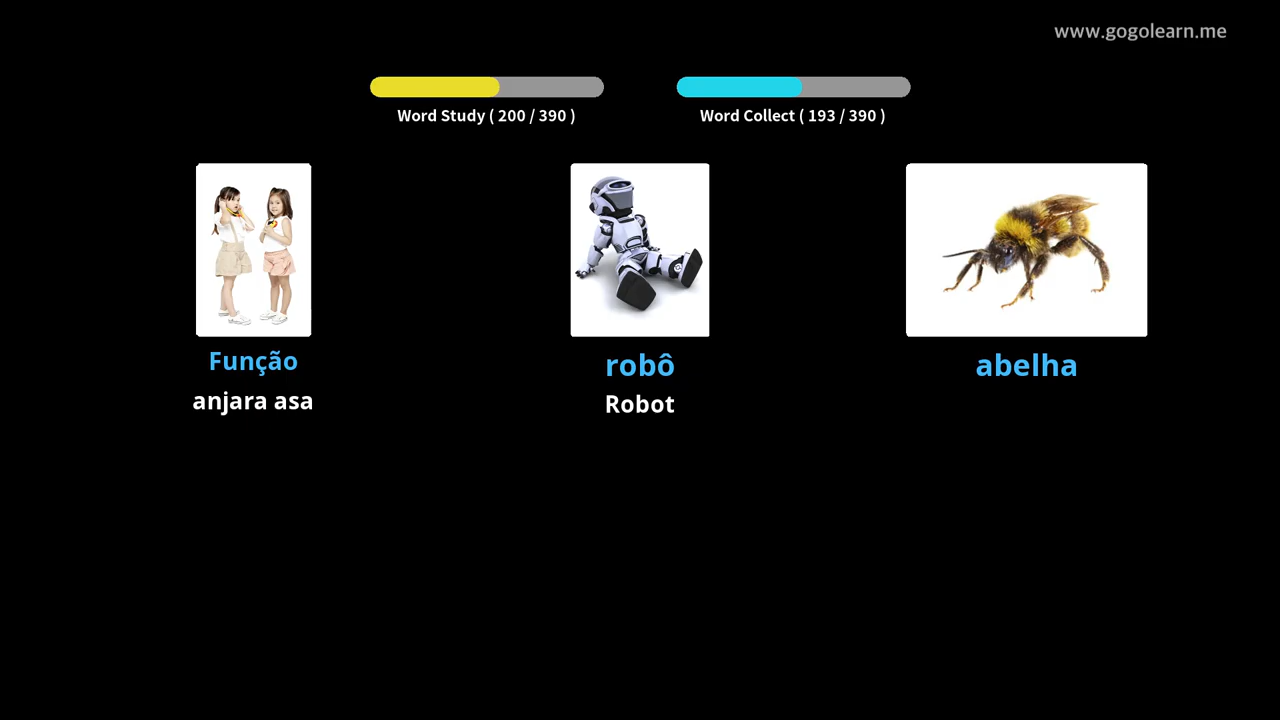 www.gogolearn.me
Word Study ( 200 / 390 )
Word Collect ( 193 / 390 )
Função
robô
abelha
anjara asa
Robot